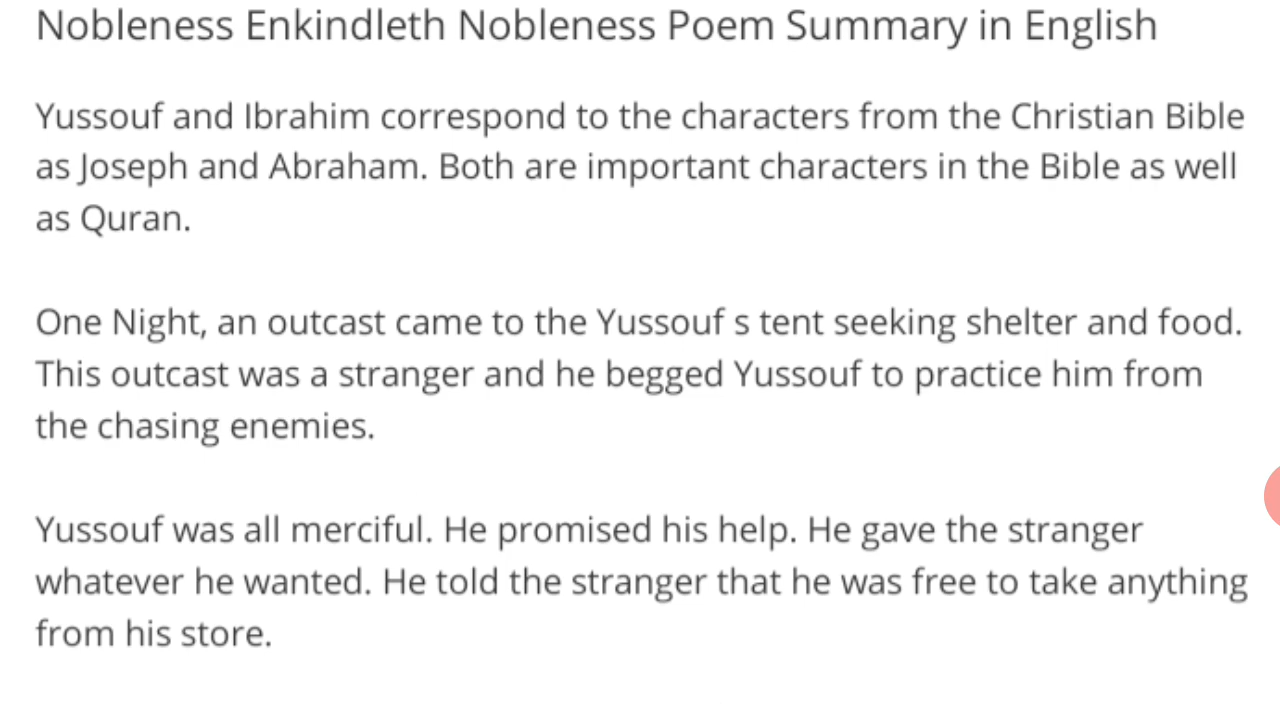 Nobleness Enkindleth Nobleness Poem Summary in English
Yussouf and Ibrahim correspond to the characters from the Christian Bible
as Joseph and Abraham. Both are important characters in the Bible as well
as Quran.
One Night, an outcast came to the Yussouf s tent seeking shelter and food.
This outcast was a stranger and he begged Yussouf to practice him from
the chasing enemies.
Yussouf was all merciful. He promised his help. He gave the stranger
whatever he wanted. He told the stranger that he was free to take anything
from his store.